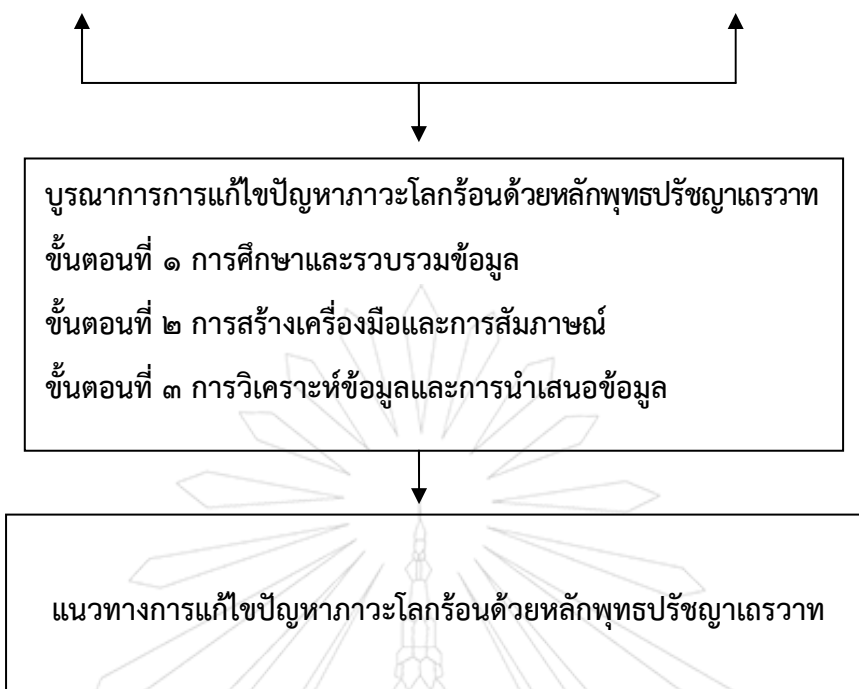 บูรณาการการแก้ไขปัญหาภาวะโลกร้อนด้วยหลักพุทธปรัชญาเถรวาท
ขั้นตอนที่ ๑ การศึกษาและรวบรวมข้อมูล
ขั้นตอนที่ ๒ การสร้างเครื่องมือและการสัมภาษณ์
ขั้นตอนที่ ๓ การวิเคราะห์ข้อมูลและการนำเสนอข้อมูล
แนวทางการแก้ไขปัญหาภาวะโลกร้อนด้วยหลักพุทธปรัชญาเถรวาท